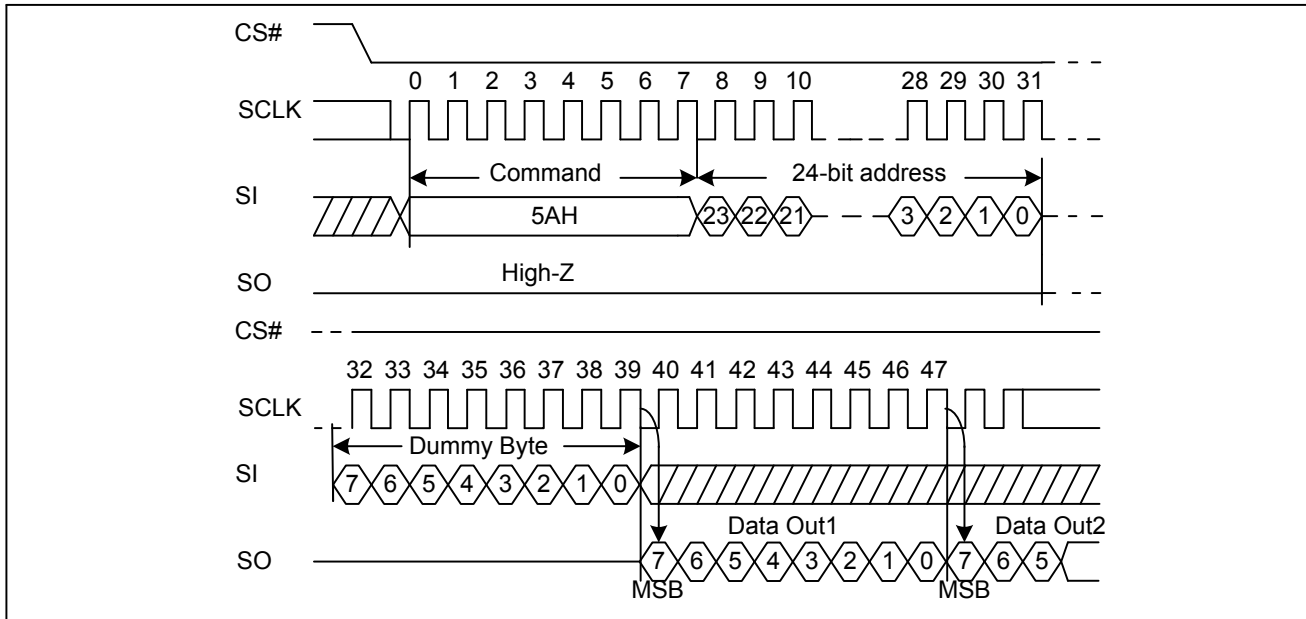 CS#
0 1 2 3 4 5 6 7 8 9 10 28 29 30 31
SCLK
Command 24-bit address
SI
5AH 23 22 21 3 2 1 0
High-Z
SO
CS#
32 33 34 35 36 37 38 39 40 41 42 43 44 45 46 47
SCLK
Dummy Byte
SI
7 6 5 4 3 2 1 0
Data Out1 Data Out2
SO
7 6 5 4 3 2 1 0 7 6 5
MSB MSB